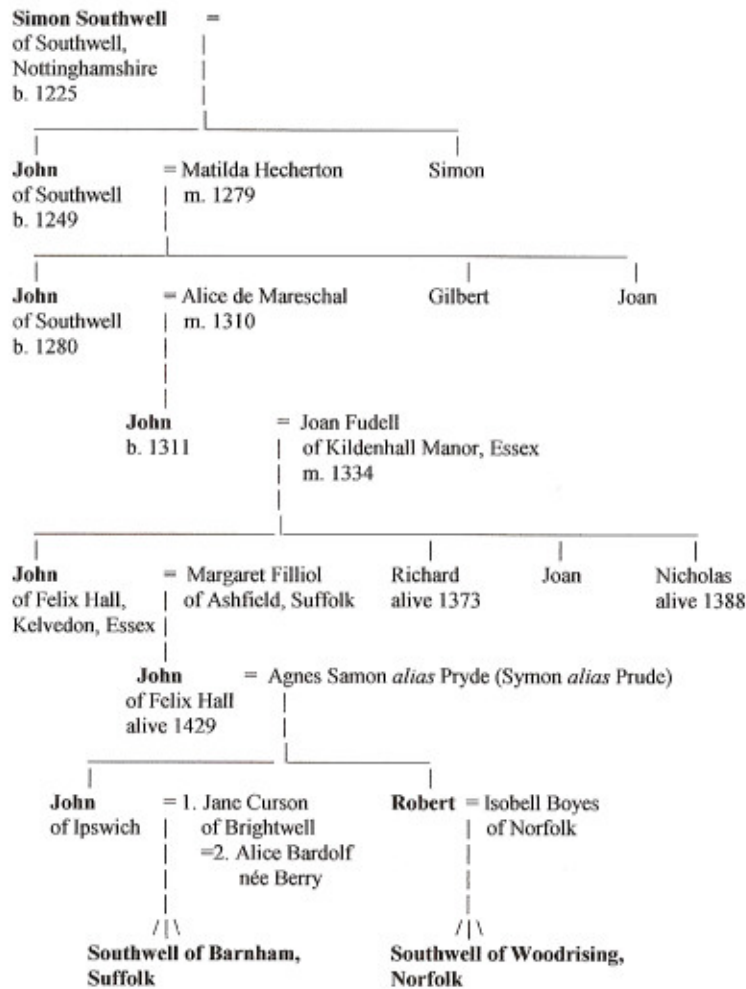 Simon Southwell =
of Southwell,
Nottinghamshire
b. 1225
John = Matilda Hecherton Simon
of Southwell m. 1279
b. 1249
John = Alice de Mareschal Gilbert Joan
of Southwell m. 1310
b. 1280
John = Joan Fudell
b. 1311 of Kildenhall Manor, Essex
m. 1334
John = Margaret Filliol Richard Joan Nicholas
of Felix Hall, of Ashfield, Suffolk alive 1373 alive 1388
Kelvedon, Essex
John = Agnes Samon alias Pryde (Symon alias Prude)
of Felix Hall
alive 1429
John = 1. Jane Curson Robert = Isobell Boyes
of Ipswich of Brightwell of Norfolk
=2. Alice Bardolf
née Berry
Southwell of Barnham, Southwell of Woodrising,
Suffolk Norfolk